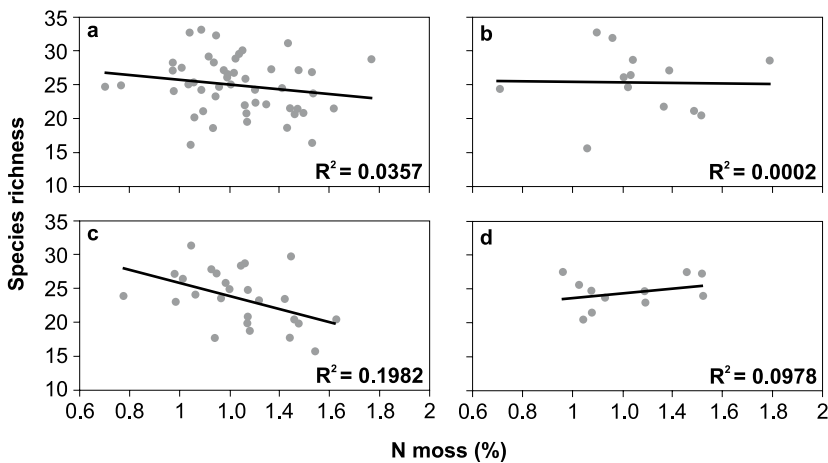 35
30
25
20
15
10
a
R² = 0.0357
b
R² = 0.0002
Species richness
35
30
25
20
15
10
c
R² = 0.1982
d
R² = 0.0978
0.6 0.8 1 1.0 1.4 1.6 1.8 2
0.6 0.8 1 1.0 1.4 1.6 1.8 2
N moss (%)